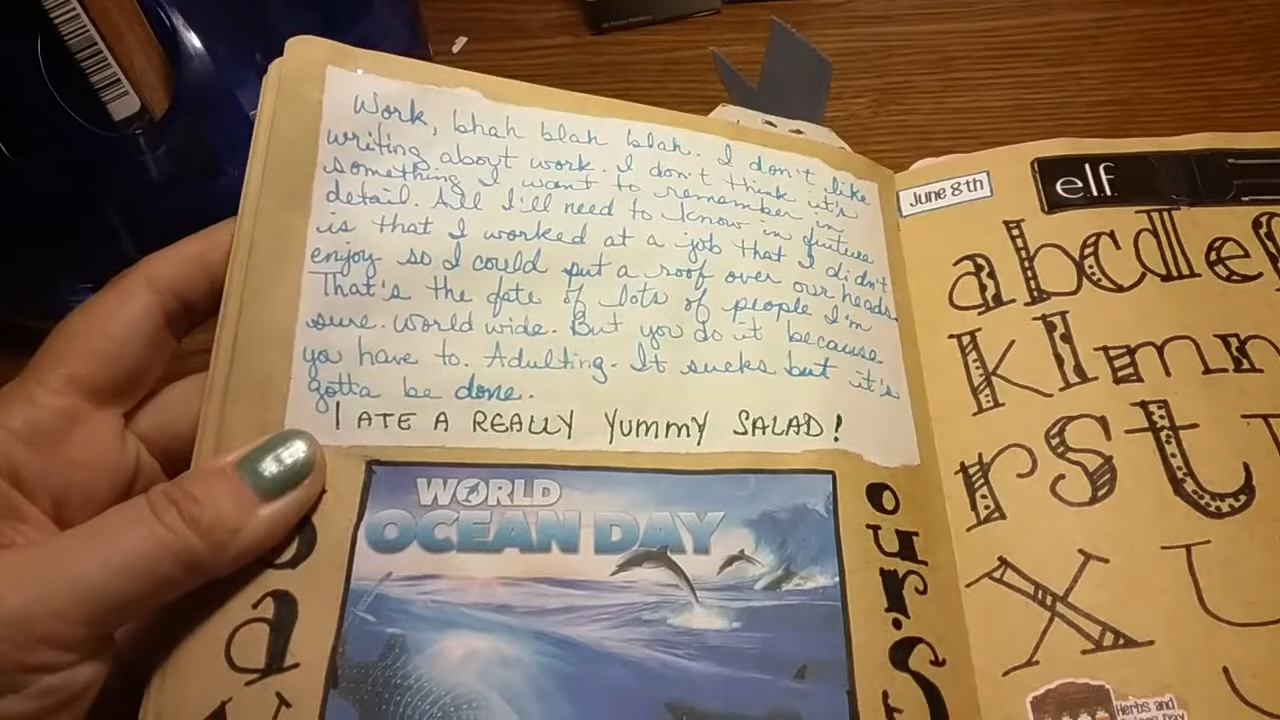 Work, bhah blah blah. I don't like
writing about work. I don't think it's
something I want to remember in
detail. All I'll need to know in future
is that I worked at a job that I didn't
enjoy so I could put a roof over our heads.
That's the fate of lots of people I'm
sure. World wide. But you do it because
you have to. Adulting. It sucks but it's
gotta be done.
I ATE A REALLY YUMMY SALAD!
WORLD
OCEAN DAY
June 8th
e.l.f.
abcde
klmn
rst
x
Herbs and
Day